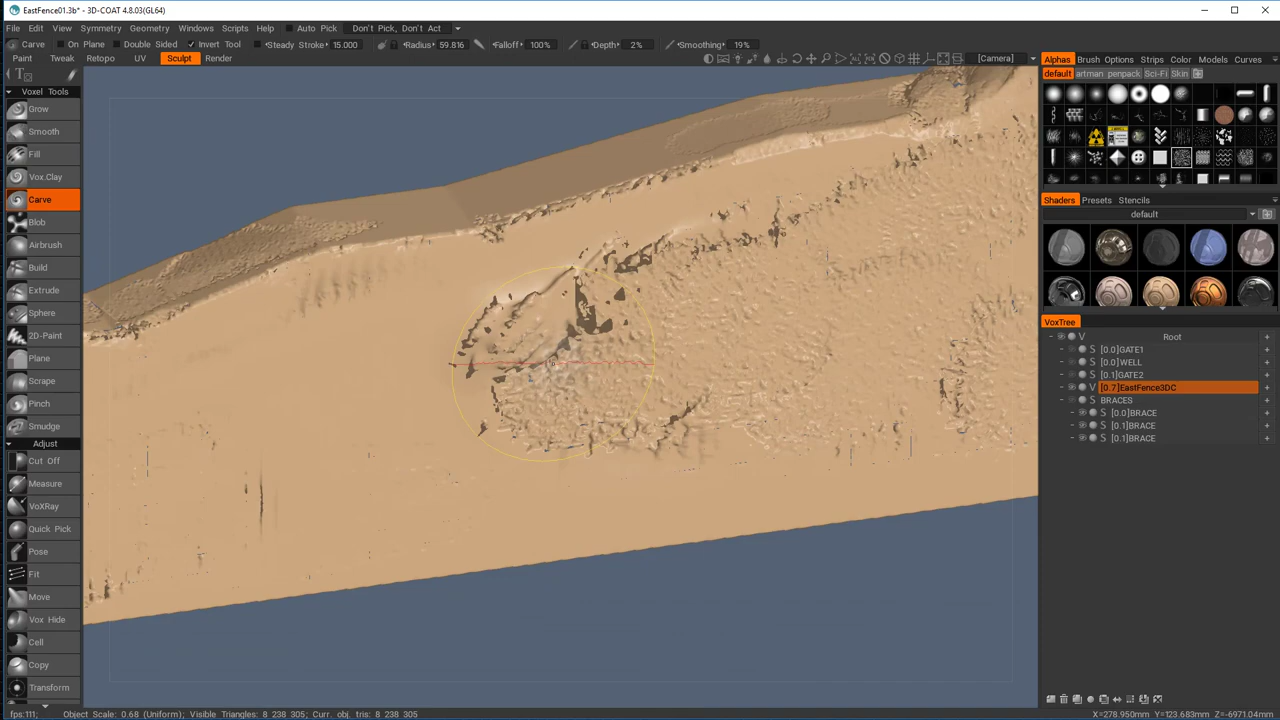 EastFence01.3b* - 3D-COAT 4.8.03(GL64)
File Edit View Symmetry Geometry Windows Scripts Help Auto Pick Don't Pick, Don't Act
Carve On Plane Double Sided Invert Tool Steady Stroke 15.000 Radius 59.816 Falloff 100% Depth 2% Smoothing 19%
Paint Tweak Retopo UV Sculpt Render [Camera]
Alphas Brush Options Strips Color Models Curves
default artman penpack Sci-Fi Skin
Voxel Tools
Grow
Smooth
Fill
Vox.Clay
Carve
Blob
Airbrush
Build
Extrude
Sphere
2D-Paint
Plane
Scrape
Pinch
Smudge
Adjust
Cut Off
Measure
VoXRay
Quick Pick
Pose
Fit
Move
Vox Hide
Cell
Copy
Transform
Shaders Presets Stencils
default
VoxTree
V Root +
S [0.0]GATE1 +
S [0.0]WELL +
S [0.1]GATE2 +
V [0.7]EastFence3DC +
S BRACES +
S [0.0]BRACE +
S [0.1]BRACE +
S [0.1]BRACE +
fps:111; Object Scale: 0.68 (Uniform); Visible Triangles: 8 238 305; Curr. obj. tris: 8 238 305; X=278.950mm Y=123.683mm Z=-6971.04mm